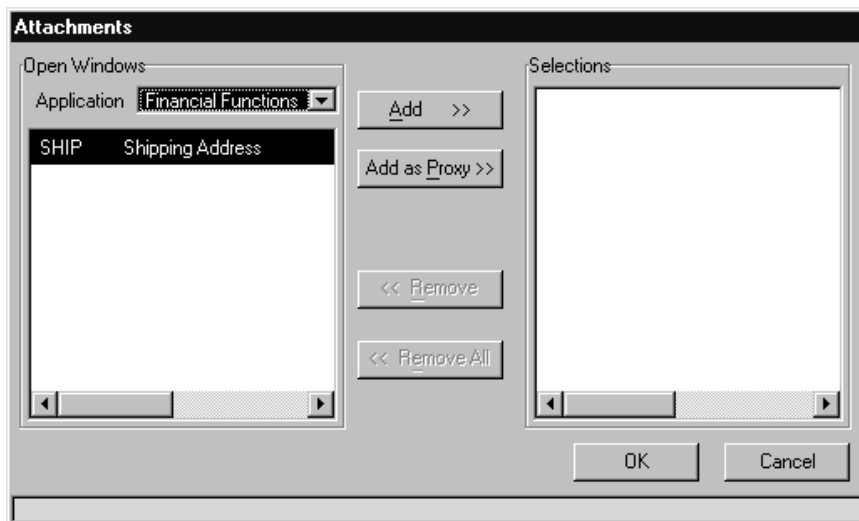 Attachments
Open Windows
Application Financial Functions
SHIP Shipping Address
Add >>
Add as Proxy >>
<< Remove
<< Remove All
Selections
OK Cancel